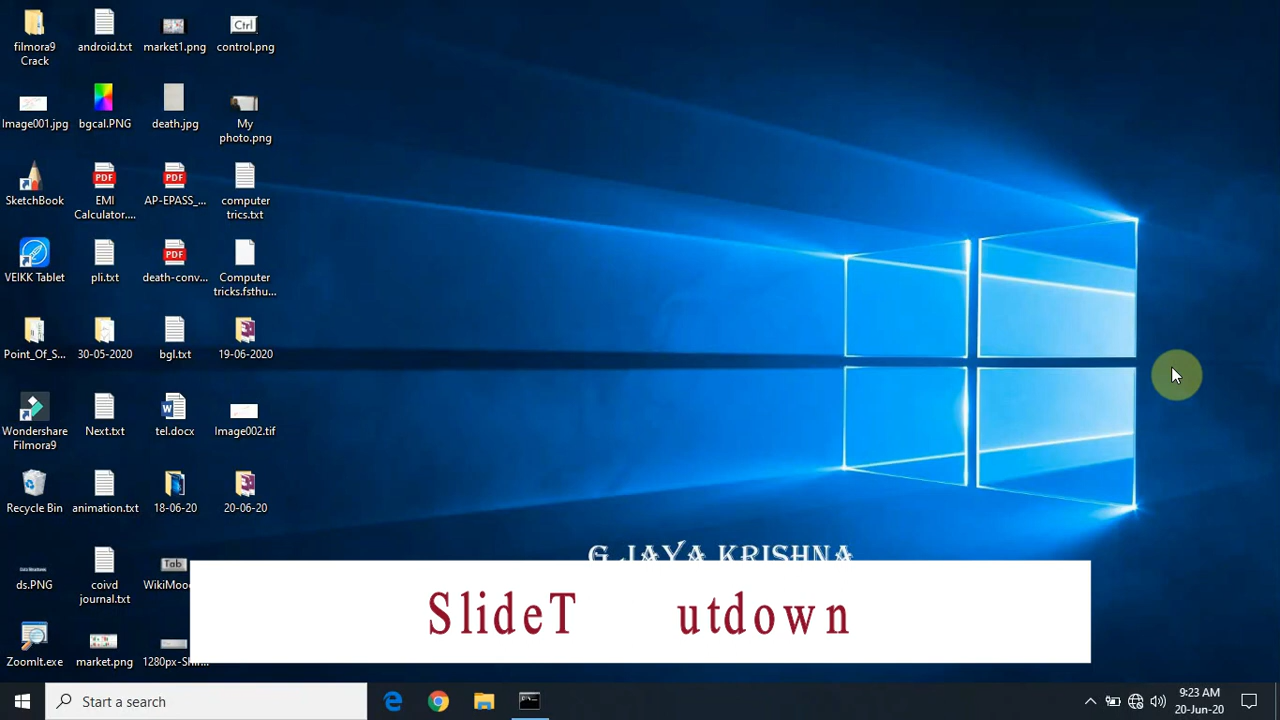 filmora9 Crack
android.txt
market1.png
Ctrl
control.png
Image001.jpg
bgcal.PNG
death.jpg
My photo.png
SketchBook
PDF
EMI Calculator....
PDF
AP-EPASS_...
computer trics.txt
VEIKK Tablet
pli.txt
PDF
death-conv...
Computer tricks.fsthu...
Point_Of_S...
30-05-2020
bgl.txt
19-06-2020
Wondershare Filmora9
Next.txt
tel.docx
Image002.tif
Recycle Bin
animation.txt
18-06-20
20-06-20
ds.PNG
coivd journal.txt
Tab
WikiMoo
ZoomIt.exe
market.png
1280px-Shi
G JAYA KRISHNA
SlideT utdown
Start a search
9:23 AM
20-Jun-20